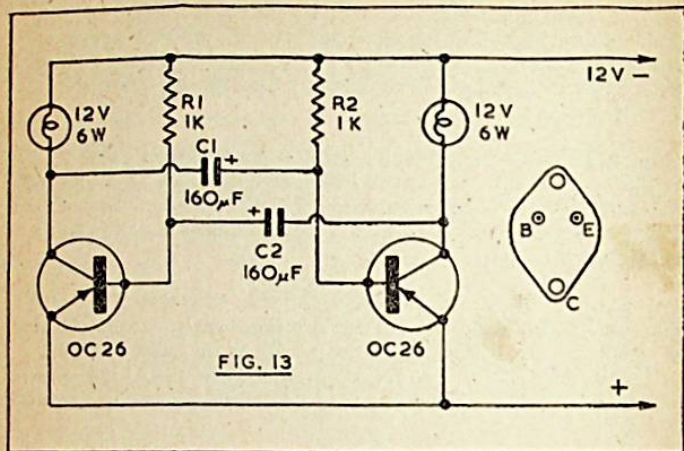 12V –
12V
6W
R1
1K
R2
1K
12V
6W
C1
+
160µF
+
C2
160µF
B
E
C
OC26
OC26
FIG. 13
+